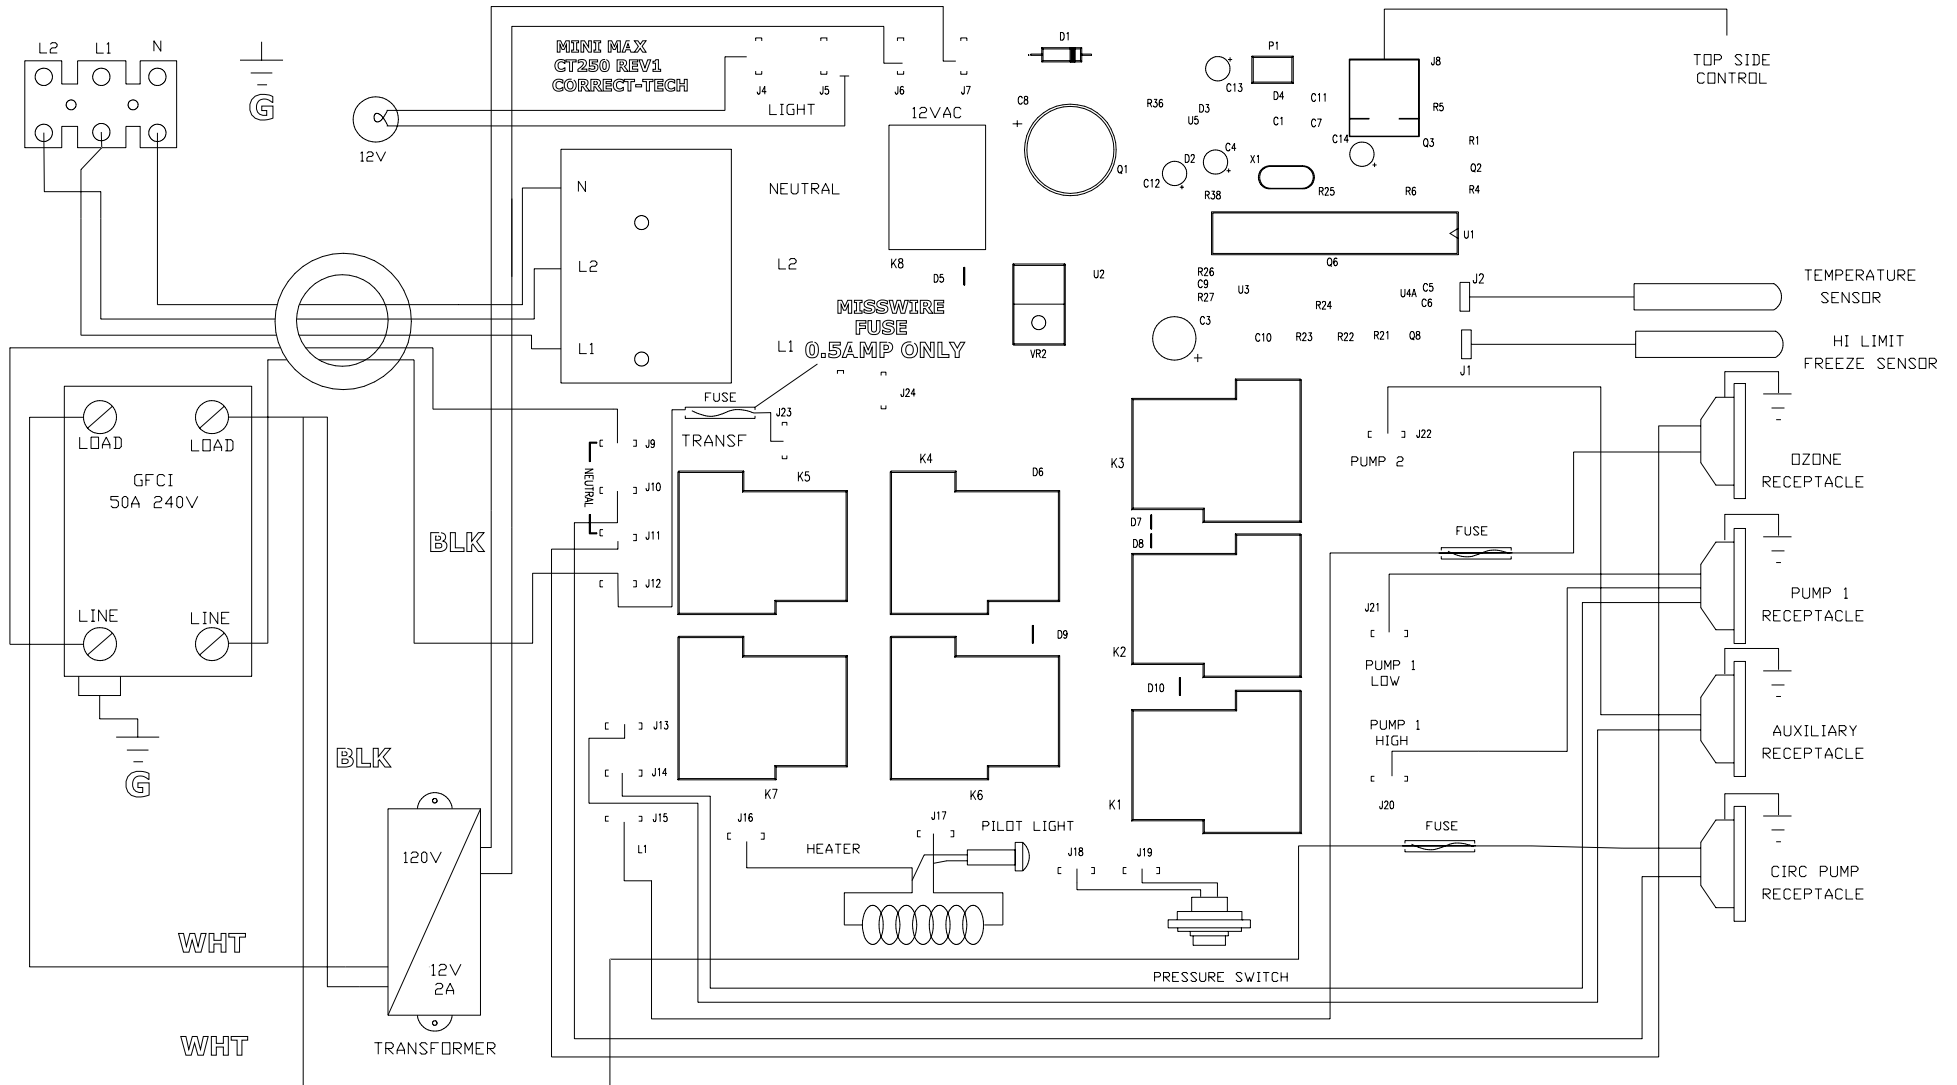 L2
L1
N
G
12V
MINI MAX
CT250 REV1
CORRECT-TECH
J4
J5
J6
J7
LIGHT
12VAC
D1
C8
Q1
P1
C13
D4
C11
R36
D3
U5
C1
C7
J8
R5
C14
Q3
R1
Q2
R4
D2
C4
X1
C12
R38
R25
R6
TOP SIDE
CONTROL
N
NEUTRAL
L2
L2
L1
L1
K8
D5
U2
VR2
U1
Q6
R26
C9
R27
U3
R24
U4A
C5
C6
J2
C3
C10
R23
R22
R21
Q8
J1
TEMPERATURE
SENSOR
HI LIMIT
FREEZE SENSOR
MISSWIRE
FUSE
0.5AMP ONLY
FUSE
J23
J24
TRANSF
LOAD
LOAD
GFCI
50A 240V
LINE
LINE
G
BLK
BLK
NEUTRAL
J9
J10
J11
J12
K5
K4
D6
K3
D7
D8
J22
PUMP 2
OZONE
RECEPTACLE
FUSE
J21
PUMP 1
LOW
PUMP 1
RECEPTACLE
D9
K2
D10
PUMP 1
HIGH
J20
AUXILIARY
RECEPTACLE
J13
J14
J15
L1
K7
K6
K1
J16
J17
PILOT LIGHT
HEATER
J18
J19
FUSE
CIRC PUMP
RECEPTACLE
120V
12V
2A
TRANSFORMER
WHT
WHT
PRESSURE SWITCH